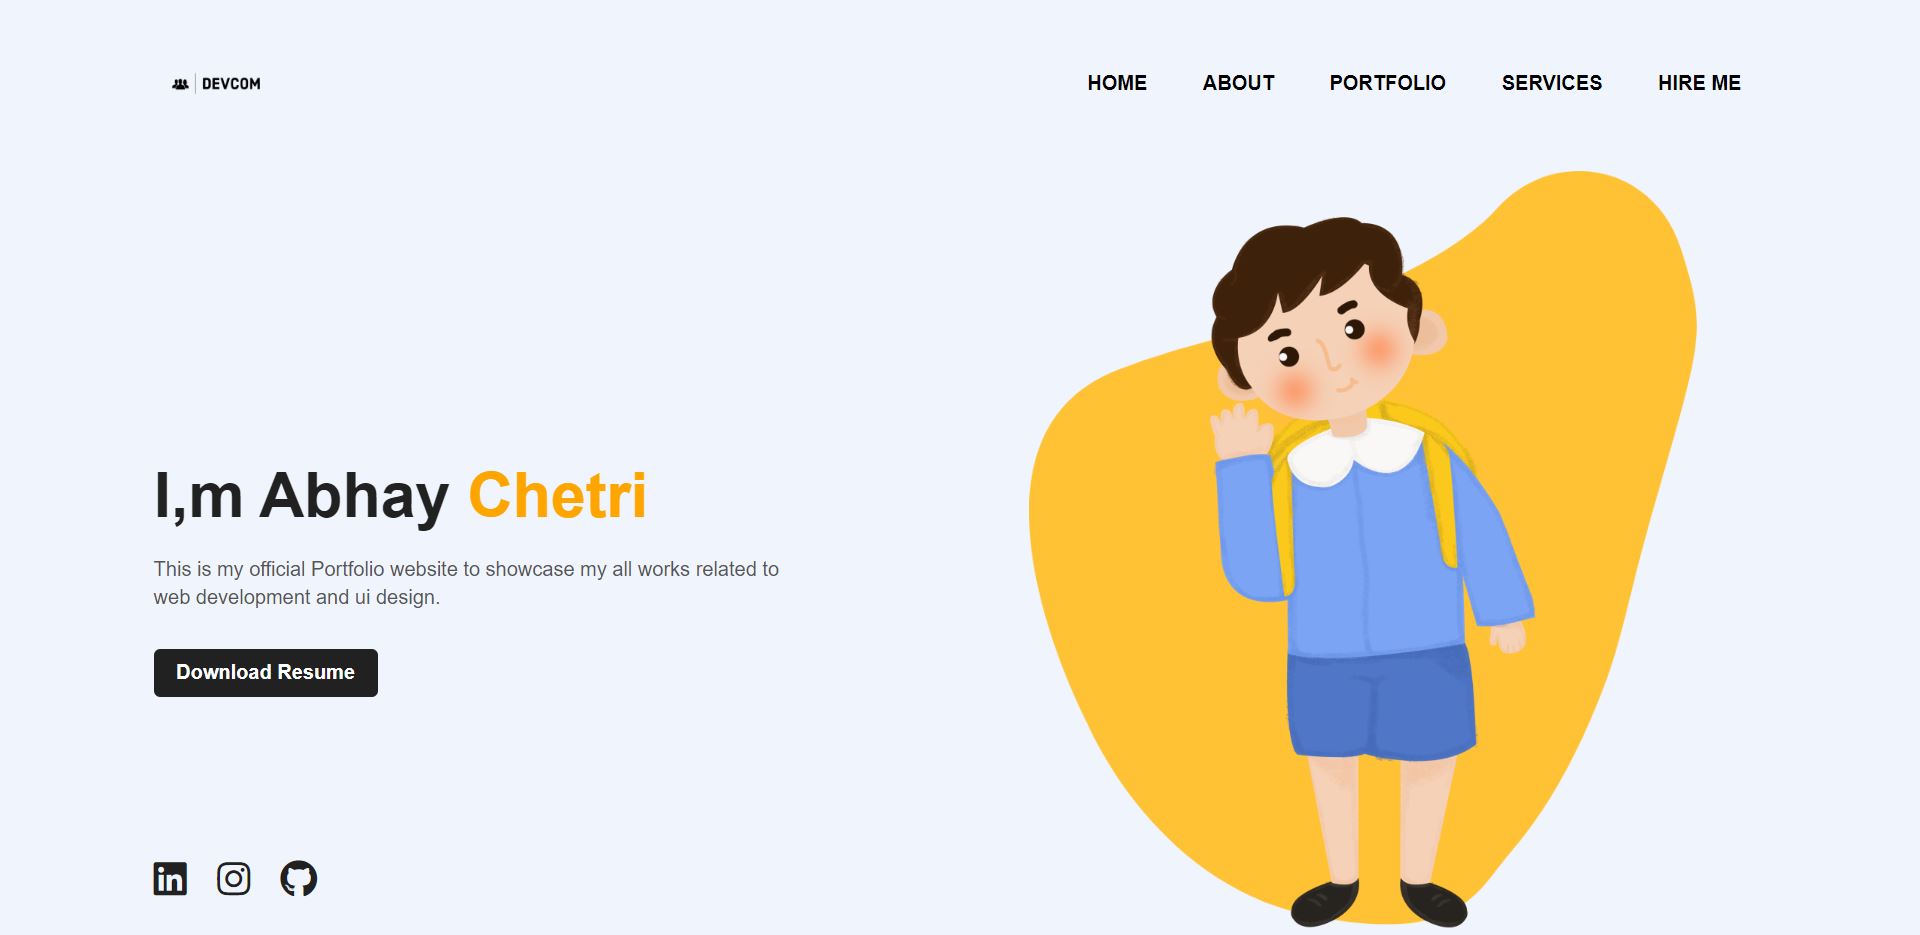 DEVCOM
HOME ABOUT PORTFOLIO SERVICES HIRE ME
I,m Abhay Chetri
This is my official Portfolio website to showcase my all works related to
web development and ui design.
Download Resume
in